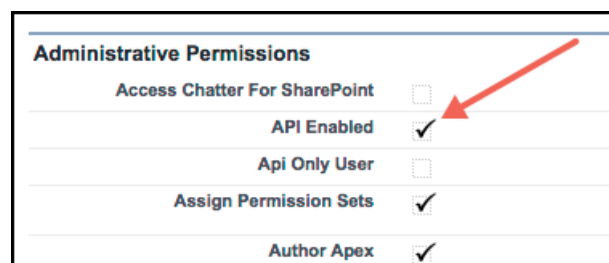 Administrative Permissions
Access Chatter For SharePoint
API Enabled
Api Only User
Assign Permission Sets
Author Apex